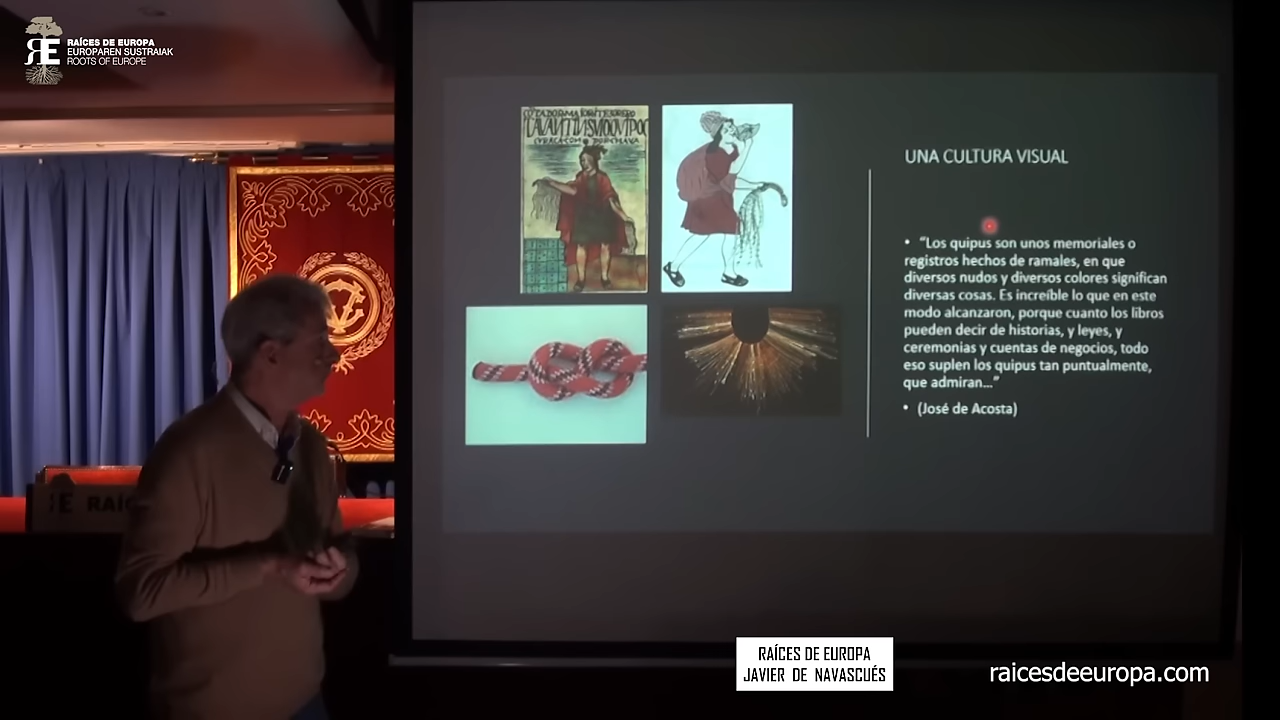 RAÍCES DE EUROPA
EUROPAREN SUSTRAIAK
ROOTS OF EUROPE
UNA CULTURA VISUAL
• “Los quipus son unos memoriales o
registros hechos de ramales, en que
diversos nudos y diversos colores significan
diversas cosas. Es increíble lo que en este
modo alcanzaron, porque cuanto los libros
pueden decir de historias, y leyes, y
ceremonias y cuentas de negocios, todo
eso suplen los quipus tan puntualmente,
que admiran...”
• (José de Acosta)
RAÍCES DE EUROPA
JAVIER DE NAVASCUÉS
raicesdeeuropa.com